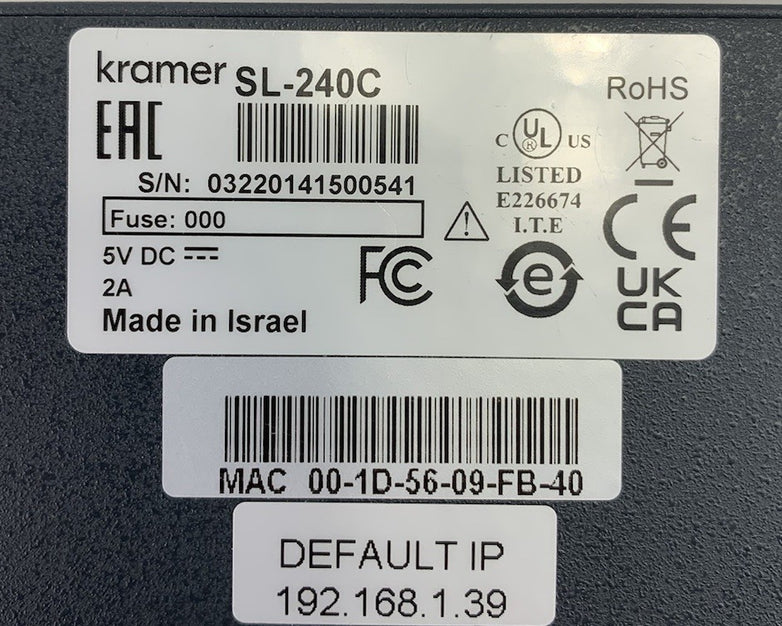 kramer SL-240C
EAC
RoHS
S/N: 03220141500541
Fuse: 000
5V DC
2A
Made in Israel
FC
C UL ® US
LISTED
E226674
I.T.E
e
CE
UK
CA
MAC 00-1D-56-09-FB-40
DEFAULT IP
192.168.1.39